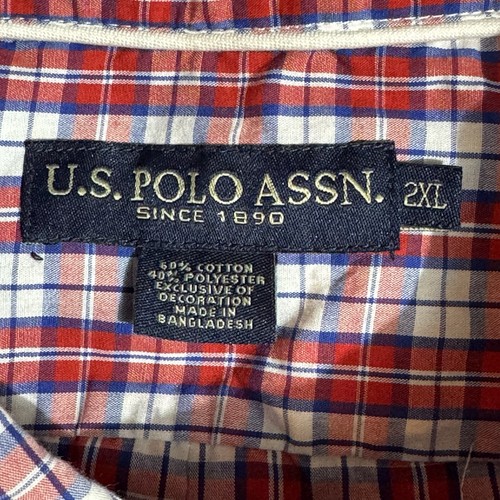 U.S. POLO ASSN.
SINCE 1890
2XL
60% COTTON
40% POLYESTER
EXCLUSIVE OF
DECORATION
MADE IN
BANGLADESH